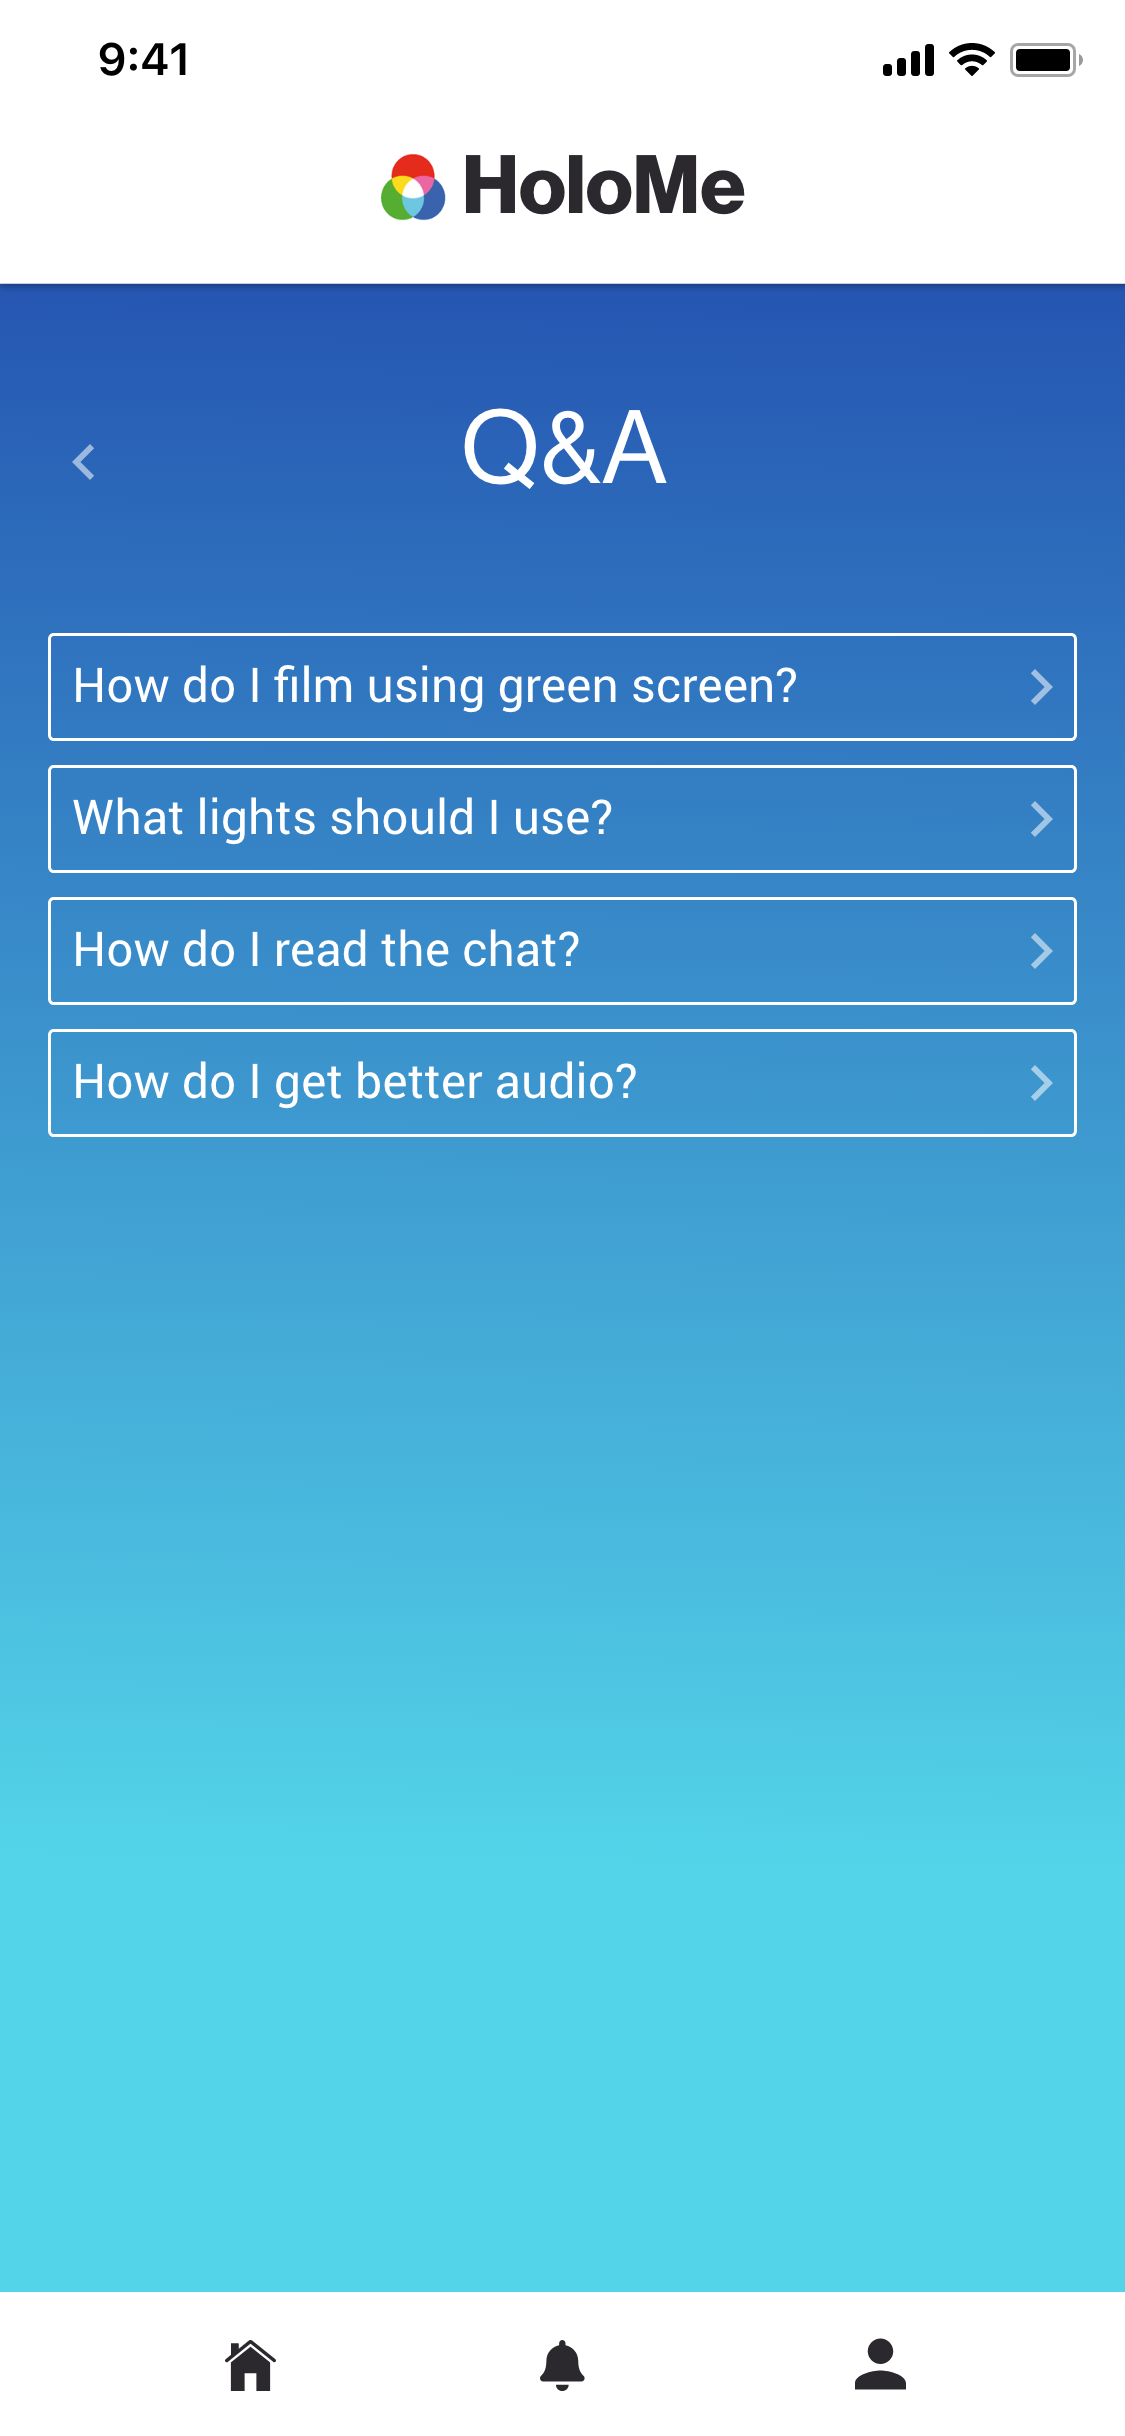 9:41
HoloMe
Q&A
How do I film using green screen?
What lights should I use?
How do I read the chat?
How do I get better audio?